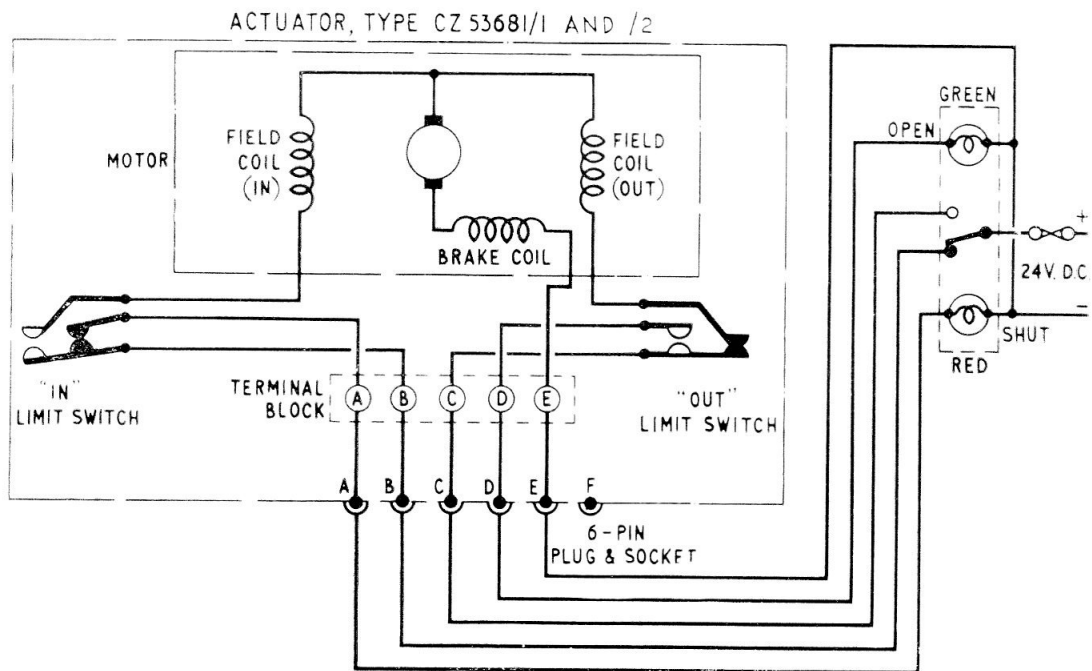 ACTUATOR, TYPE CZ 53681/1 AND /2
MOTOR
FIELD
COIL
(IN)
FIELD
COIL
(OUT)
BRAKE COIL
GREEN
OPEN
+
24V. D.C
−
SHUT
RED
"IN"
LIMIT SWITCH
TERMINAL
BLOCK
A B C D E
"OUT"
LIMIT SWITCH
A B C D E F
6-PIN
PLUG & SOCKET